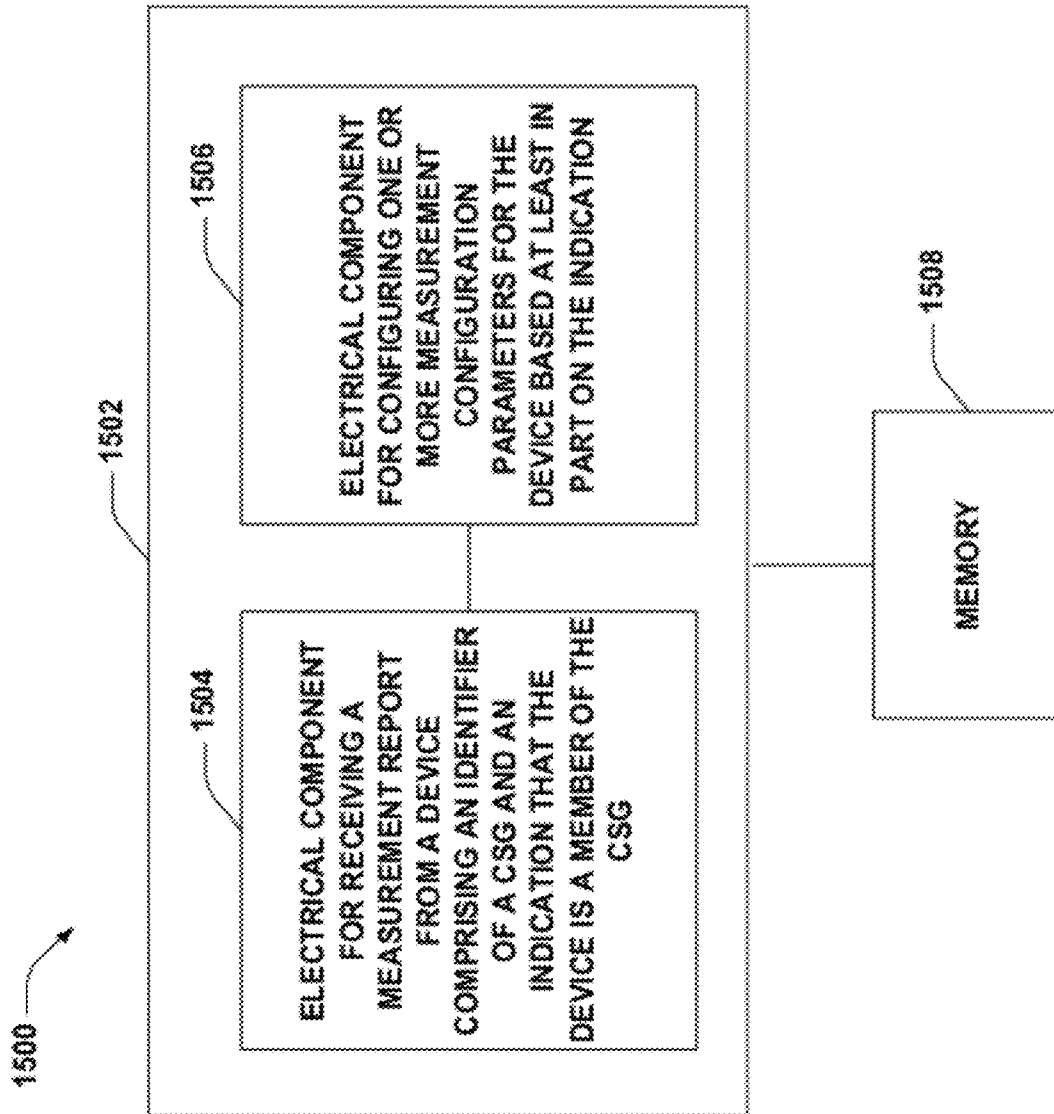 1500
1502
1504
ELECTRICAL COMPONENT
FOR RECEIVING A
MEASUREMENT REPORT
FROM A DEVICE
COMPRISING AN IDENTIFIER
OF A CSG AND AN
INDICATION THAT THE
DEVICE IS A MEMBER OF THE
CSG
1506
ELECTRICAL COMPONENT
FOR CONFIGURING ONE OR
MORE MEASUREMENT
CONFIGURATION
PARAMETERS FOR THE
DEVICE BASED AT LEAST IN
PART ON THE INDICATION
1508
MEMORY